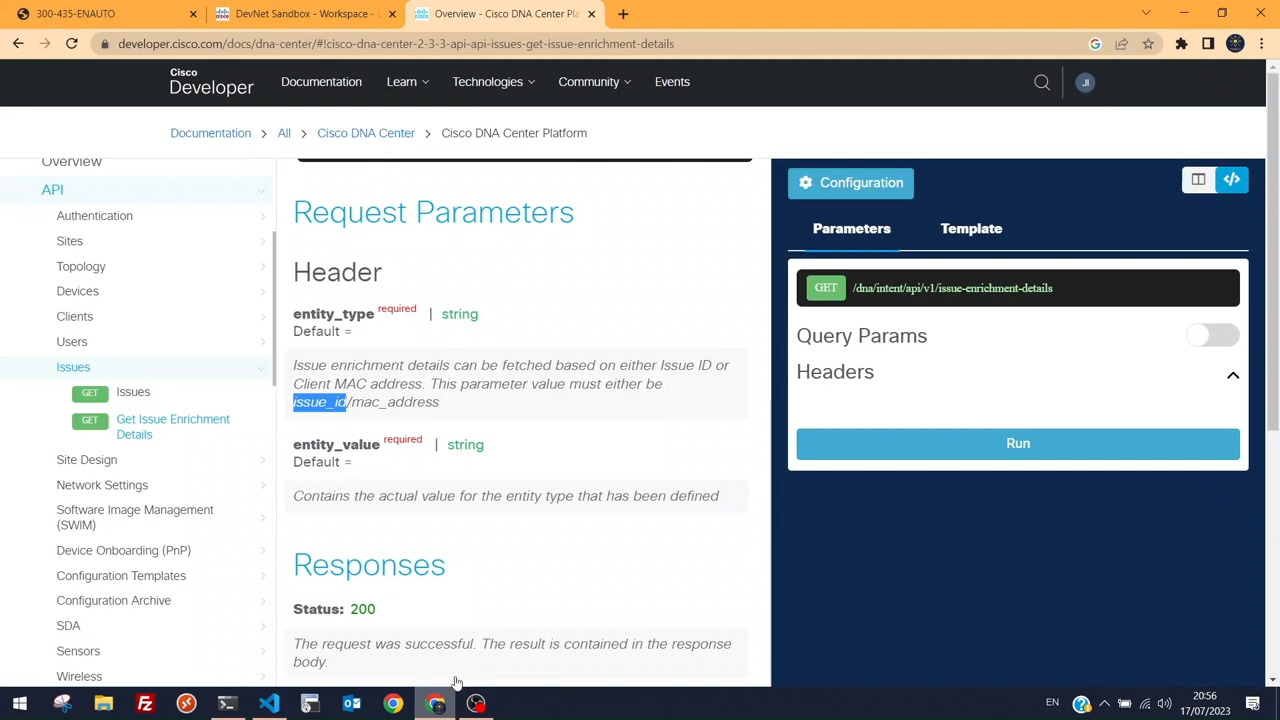 300-435-ENAUTO
DevNet Sandbox - Workspace - L
Overview - Cisco DNA Center Pla
developer.cisco.com/docs/dna-center/#!cisco-dna-center-2-3-3-api-api-issues-get-issue-enrichment-details
Cisco
Developer
Documentation
Learn
Technologies
Community
Events
JI
Documentation > All > Cisco DNA Center > Cisco DNA Center Platform
Overview
API
Authentication
Sites
Topology
Devices
Clients
Users
Issues
GET Issues
GET Get Issue Enrichment
Details
Site Design
Network Settings
Software Image Management
(SWIM)
Device Onboarding (PnP)
Configuration Templates
Configuration Archive
SDA
Sensors
Wireless
Request Parameters
Header
entity_type required | string
Default =
Issue enrichment details can be fetched based on either Issue ID or
Client MAC address. This parameter value must either be
issue_id/mac_address
entity_value required | string
Default =
Contains the actual value for the entity type that has been defined
Responses
Status: 200
The request was successful. The result is contained in the response
body.
Configuration
Parameters
Template
GET /dna/intent/api/v1/issue-enrichment-details
Query Params
Headers
Run
EN
20:56
17/07/2023